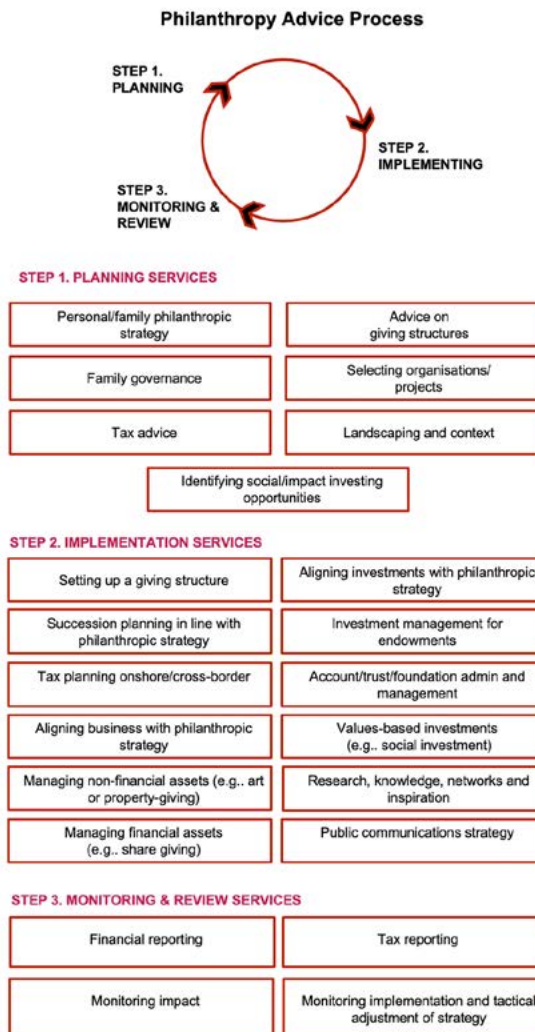 Philanthropy Advice Process
STEP 1.
PLANNING
STEP 2.
IMPLEMENTING
STEP 3.
MONITORING &
REVIEW
STEP 1. PLANNING SERVICES
Personal/family philanthropic
strategy
Advice on
giving structures
Family governance
Selecting organisations/
projects
Tax advice
Landscaping and context
Identifying social/impact investing
opportunities
STEP 2. IMPLEMENTATION SERVICES
Setting up a giving structure
Aligning investments with philanthropic
strategy
Succession planning in line with
philanthropic strategy
Investment management for
endowments
Tax planning onshore/cross-border
Account/trust/foundation admin and
management
Aligning business with philanthropic
strategy
Values-based investments
(e.g.. social investment)
Managing non-financial assets (e.g.. art
or property-giving)
Research, knowledge, networks and
inspiration
Managing financial assets
(e.g.. share giving)
Public communications strategy
STEP 3. MONITORING & REVIEW SERVICES
Financial reporting
Tax reporting
Monitoring impact
Monitoring implementation and tactical
adjustment of strategy